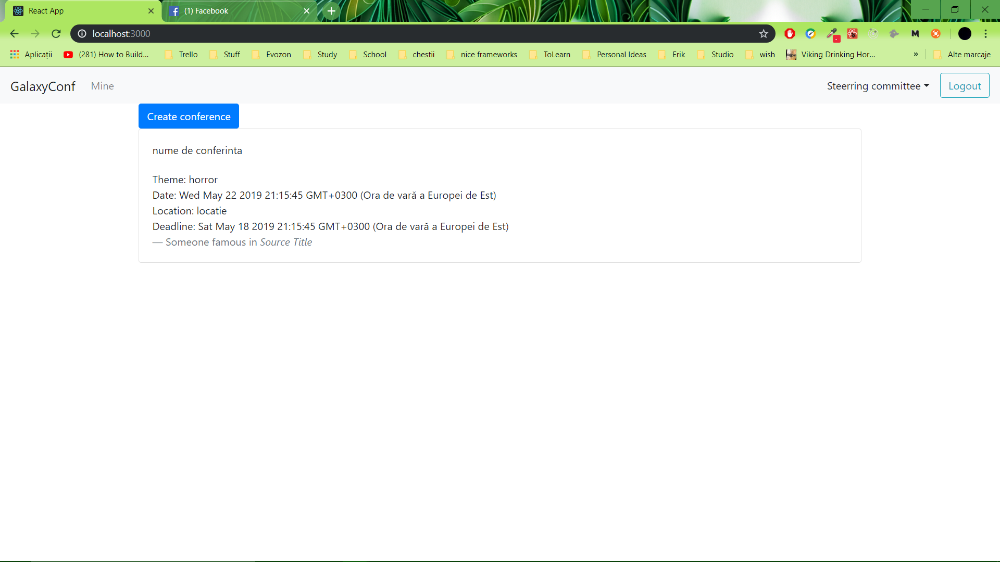 React App
(1) Facebook
localhost:3000
Aplicații (281) How to Build... Trello Stuff Evozon Study School chestii nice frameworks ToLearn Personal Ideas Erik Studio wish Viking Drinking Hor... » Alte marcaje
GalaxyConf Mine Steerring committee Logout
Create conference
nume de conferinta
Theme: horror
Date: Wed May 22 2019 21:15:45 GMT+0300 (Ora de vară a Europei de Est)
Location: locatie
Deadline: Sat May 18 2019 21:15:45 GMT+0300 (Ora de vară a Europei de Est)
— Someone famous in Source Title